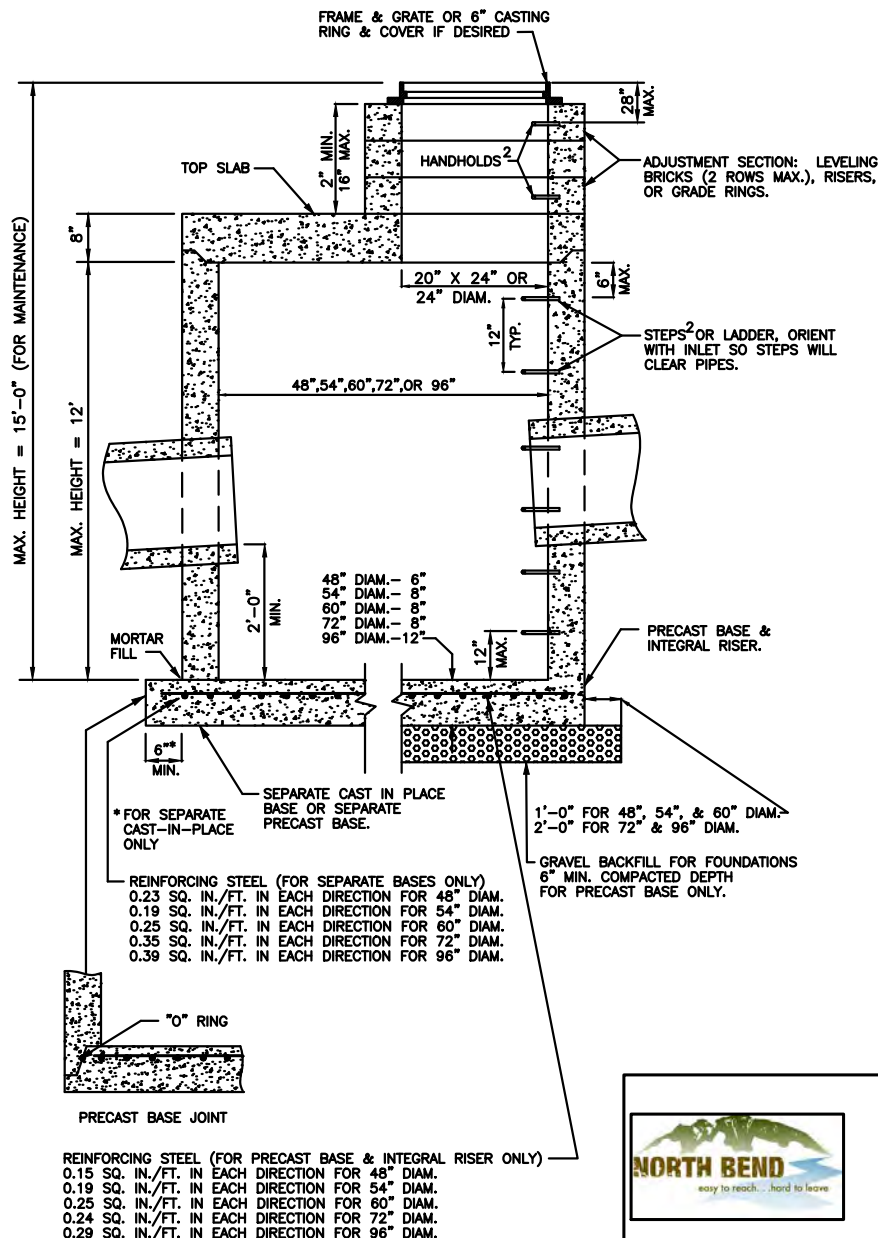 FRAME & GRATE OR 6" CASTING
RING & COVER IF DESIRED
28"
MAX.
2" MIN.
16" MAX.
HANDHOLDS 2
ADJUSTMENT SECTION: LEVELING
BRICKS (2 ROWS MAX.), RISERS,
OR GRADE RINGS.
TOP SLAB
8"
MAX. HEIGHT = 15'-0" (FOR MAINTENANCE)
MAX. HEIGHT = 12'
20" X 24" OR
24" DIAM.
6"
MAX.
12"
TYP.
STEPS 2 OR LADDER, ORIENT
WITH INLET SO STEPS WILL
CLEAR PIPES.
48",54",60",72",OR 96"
2'-0"
MIN.
48" DIAM.- 6"
54" DIAM.- 8"
60" DIAM.- 8"
72" DIAM.- 8"
96" DIAM.-12"
12"
MAX.
MORTAR
FILL
PRECAST BASE &
INTEGRAL RISER.
6"*
MIN.
SEPARATE CAST IN PLACE
BASE OR SEPARATE
PRECAST BASE.
*FOR SEPARATE
CAST-IN-PLACE
ONLY
1'-0" FOR 48", 54", & 60" DIAM.
2'-0" FOR 72" & 96" DIAM.
GRAVEL BACKFILL FOR FOUNDATIONS
6" MIN. COMPACTED DEPTH
FOR PRECAST BASE ONLY.
REINFORCING STEEL (FOR SEPARATE BASES ONLY)
0.23 SQ. IN./FT. IN EACH DIRECTION FOR 48" DIAM.
0.19 SQ. IN./FT. IN EACH DIRECTION FOR 54" DIAM.
0.25 SQ. IN./FT. IN EACH DIRECTION FOR 60" DIAM.
0.35 SQ. IN./FT. IN EACH DIRECTION FOR 72" DIAM.
0.39 SQ. IN./FT. IN EACH DIRECTION FOR 96" DIAM.
"O" RING
PRECAST BASE JOINT
REINFORCING STEEL (FOR PRECAST BASE & INTEGRAL RISER ONLY)
0.15 SQ. IN./FT. IN EACH DIRECTION FOR 48" DIAM.
0.19 SQ. IN./FT. IN EACH DIRECTION FOR 54" DIAM.
0.25 SQ. IN./FT. IN EACH DIRECTION FOR 60" DIAM.
0.24 SQ. IN./FT. IN EACH DIRECTION FOR 72" DIAM.
0.29 SQ. IN./FT. IN EACH DIRECTION FOR 96" DIAM.
NORTH BEND
easy to reach. . .hard to leave